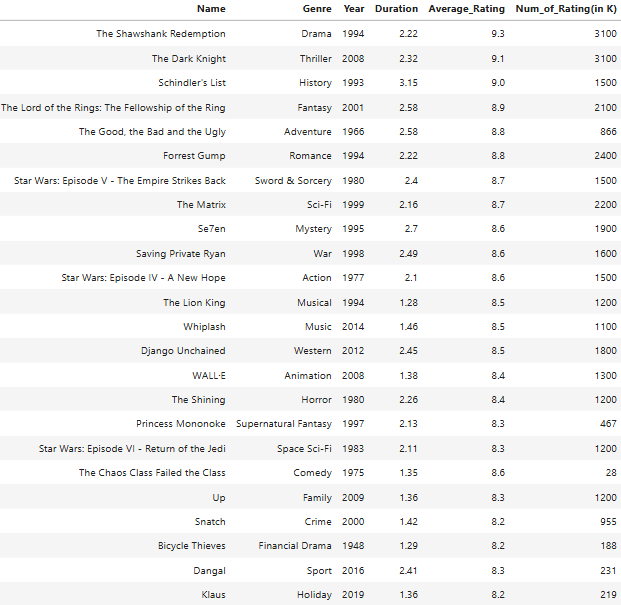 Name Genre Year Duration Average_Rating Num_of_Rating(in K)
The Shawshank Redemption Drama 1994 2.22 9.3 3100
The Dark Knight Thriller 2008 2.32 9.1 3100
Schindler's List History 1993 3.15 9.0 1500
The Lord of the Rings: The Fellowship of the Ring Fantasy 2001 2.58 8.9 2100
The Good, the Bad and the Ugly Adventure 1966 2.58 8.8 866
Forrest Gump Romance 1994 2.22 8.8 2400
Star Wars: Episode V - The Empire Strikes Back Sword & Sorcery 1980 2.4 8.7 1500
The Matrix Sci-Fi 1999 2.16 8.7 2200
Se7en Mystery 1995 2.7 8.6 1900
Saving Private Ryan War 1998 2.49 8.6 1600
Star Wars: Episode IV - A New Hope Action 1977 2.1 8.6 1500
The Lion King Musical 1994 1.28 8.5 1200
Whiplash Music 2014 1.46 8.5 1100
Django Unchained Western 2012 2.45 8.5 1800
WALL·E Animation 2008 1.38 8.4 1300
The Shining Horror 1980 2.26 8.4 1200
Princess Mononoke Supernatural Fantasy 1997 2.13 8.3 467
Star Wars: Episode VI - Return of the Jedi Space Sci-Fi 1983 2.11 8.3 1200
The Chaos Class Failed the Class Comedy 1975 1.35 8.6 28
Up Family 2009 1.36 8.3 1200
Snatch Crime 2000 1.42 8.2 955
Bicycle Thieves Financial Drama 1948 1.29 8.2 188
Dangal Sport 2016 2.41 8.3 231
Klaus Holiday 2019 1.36 8.2 219